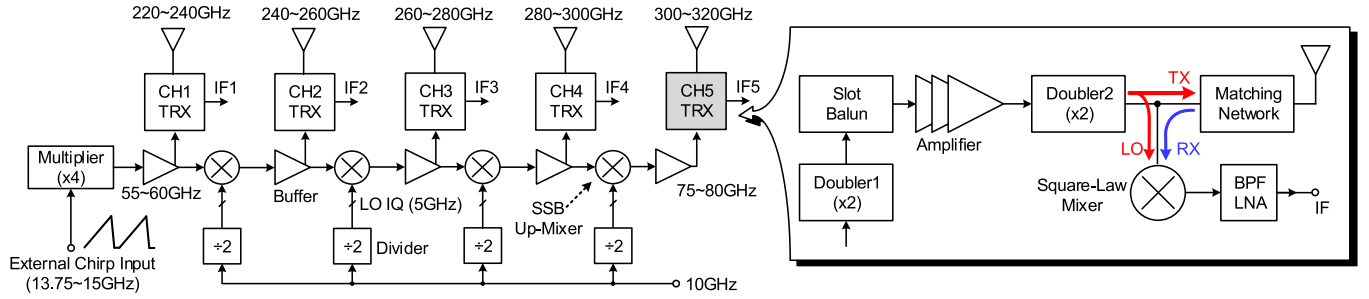 220~240GHz
240~260GHz
260~280GHz
280~300GHz
300~320GHz
CH1
TRX
IF1
CH2
TRX
IF2
CH3
TRX
IF3
CH4
TRX
IF4
CH5
TRX
IF5
Multiplier
(x4)
55~60GHz
Buffer
LO IQ (5GHz)
SSB
Up-Mixer
75~80GHz
÷2
÷2
Divider
÷2
÷2
External Chirp Input
(13.75~15GHz)
10GHz
Slot
Balun
Amplifier
Doubler2
(x2)
TX
Matching
Network
LO
RX
Doubler1
(x2)
Square-Law
Mixer
BPF
LNA
IF